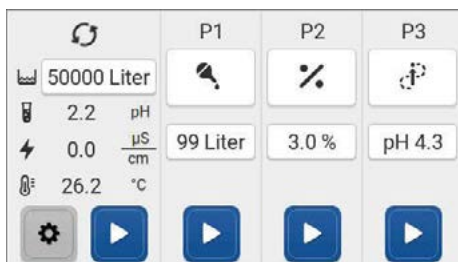 P1 P2 P3
50000 Liter
2.2 pH
99 Liter 3.0 % pH 4.3
0.0 µS/cm
26.2 °C